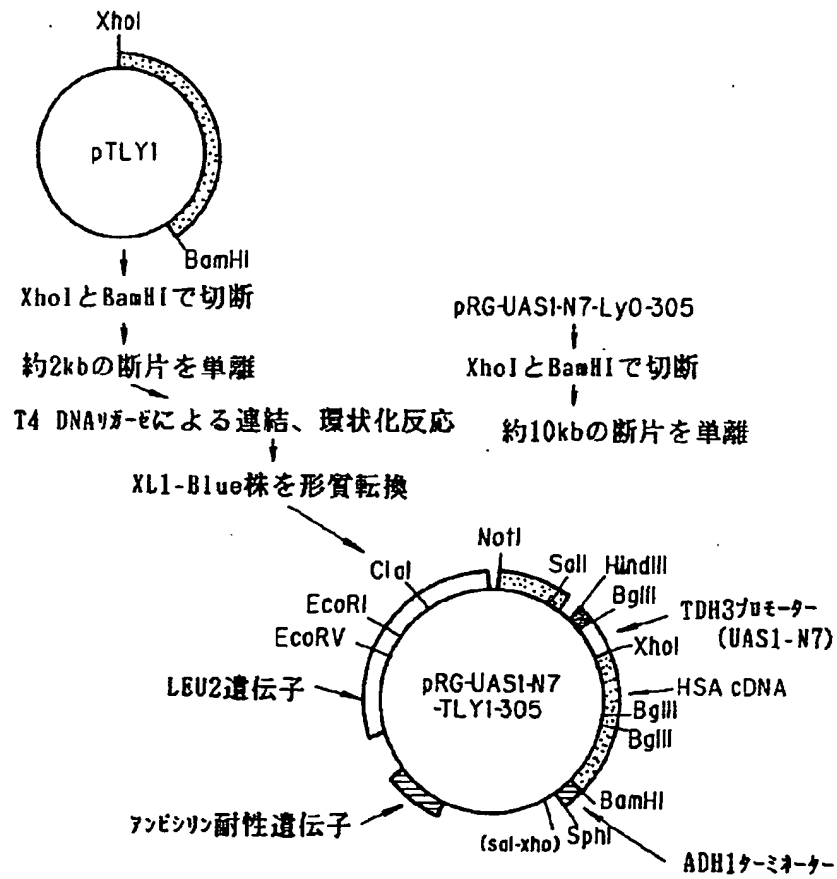 XhoI
pTLY1
BamHI
XhoIとBamHIで切断
約2kbの断片を単離
pRG-UAS1-N7-LyO-305
XhoIとBamHIで切断
約10kbの断片を単離
T4 DNAリガーゼによる連結、環状化反応
XL1-Blue株を形質転換
NotI
SalI
HindIII
BglII
TDH3プロモーター
(UAS1-N7)
XhoI
ClaI
EcoRI
EcoRV
LEU2遺伝子
pRG-UAS1-N7
-TLY1-305
HSA cDNA
BglII
BglII
BamHI
SphI
(sal-xho)
アンピシリン耐性遺伝子
ADH1ターミネーター